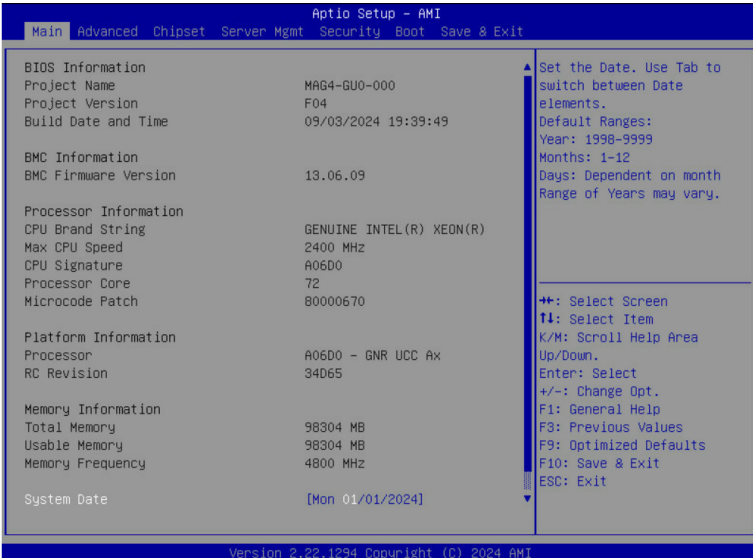 Aptio Setup - AMI
Main Advanced Chipset Server Mgmt Security Boot Save & Exit
BIOS Information
Project Name MAG4-GU0-000
Project Version F04
Build Date and Time 09/03/2024 19:39:49
BMC Information
BMC Firmware Version 13.06.09
Processor Information
CPU Brand String GENUINE INTEL(R) XEON(R)
Max CPU Speed 2400 MHz
CPU Signature A06D0
Processor Core 72
Microcode Patch 80000670
Platform Information
Processor A06D0 - GNR UCC Ax
RC Revision 34D65
Memory Information
Total Memory 98304 MB
Usable Memory 98304 MB
Memory Frequency 4800 MHz
System Date [Mon 01/01/2024]
Set the Date. Use Tab to
switch between Date
elements.
Default Ranges:
Year: 1998-9999
Months: 1-12
Days: Dependent on month
Range of Years may vary.
→←: Select Screen
↑↓: Select Item
K/M: Scroll Help Area
Up/Down.
Enter: Select
+/-: Change Opt.
F1: General Help
F3: Previous Values
F9: Optimized Defaults
F10: Save & Exit
ESC: Exit
Version 2.22.1294 Copyright (C) 2024 AMI